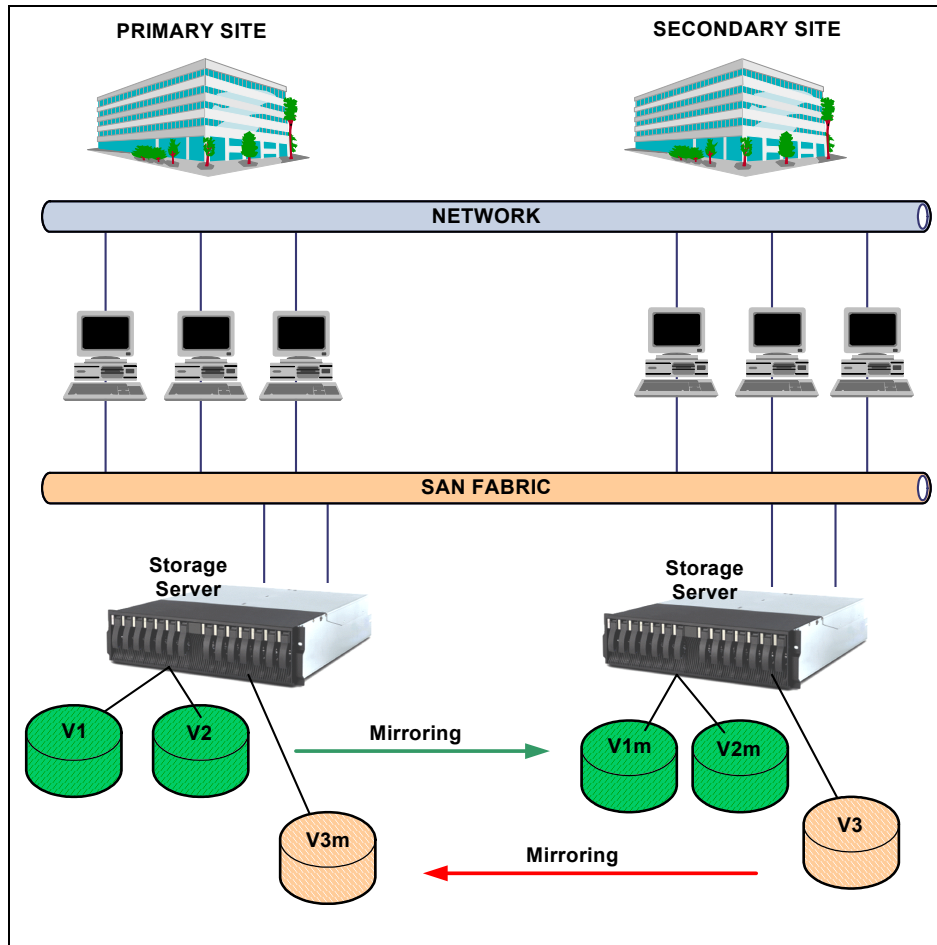 PRIMARY SITE
SECONDARY SITE
NETWORK
SAN FABRIC
Storage
Server
Storage
Server
V1
V2
Mirroring
V1m
V2m
V3m
Mirroring
V3